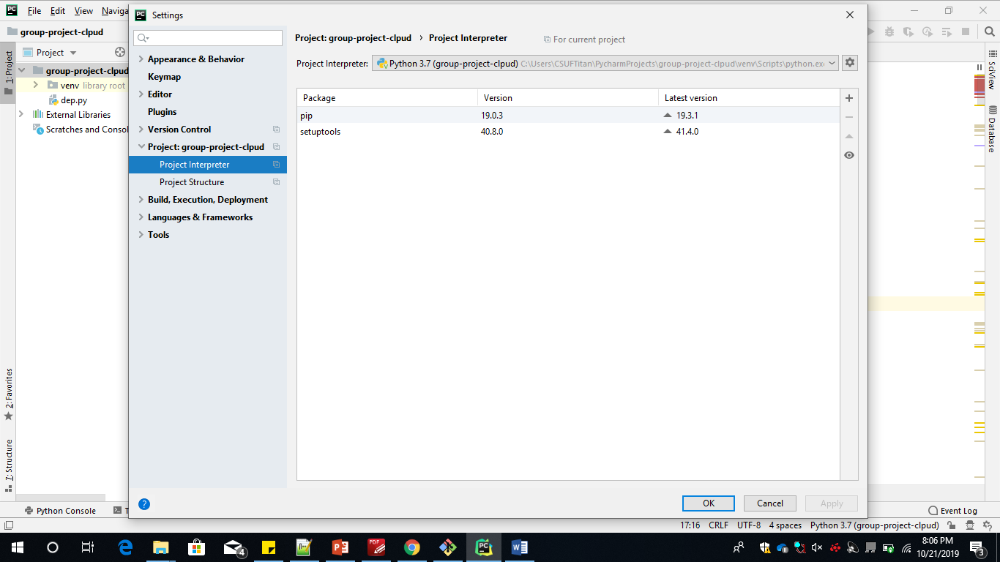 File Edit View Naviga
Settings
group-project-clpud
Project
1: Project
group-project-clpud
venv library root
dep.py
External Libraries
Scratches and Consol
2: Favorites
7: Structure
Appearance & Behavior
Keymap
Editor
Plugins
Version Control
Project: group-project-clpud
Project Interpreter
Project Structure
Build, Execution, Deployment
Languages & Frameworks
Tools
Project: group-project-clpud › Project Interpreter For current project
Project Interpreter: Python 3.7 (group-project-clpud) C:\Users\CSUFTitan\PycharmProjects\group-project-clpud\venv\Scripts\python.exe
Package Version Latest version
pip 19.0.3 19.3.1
setuptools 40.8.0 41.4.0
OK Cancel Apply
SciView
Database
Python Console T
Event Log
17:16 CRLF UTF-8 4 spaces Python 3.7 (group-project-clpud)
8:06 PM
10/21/2019
4
3